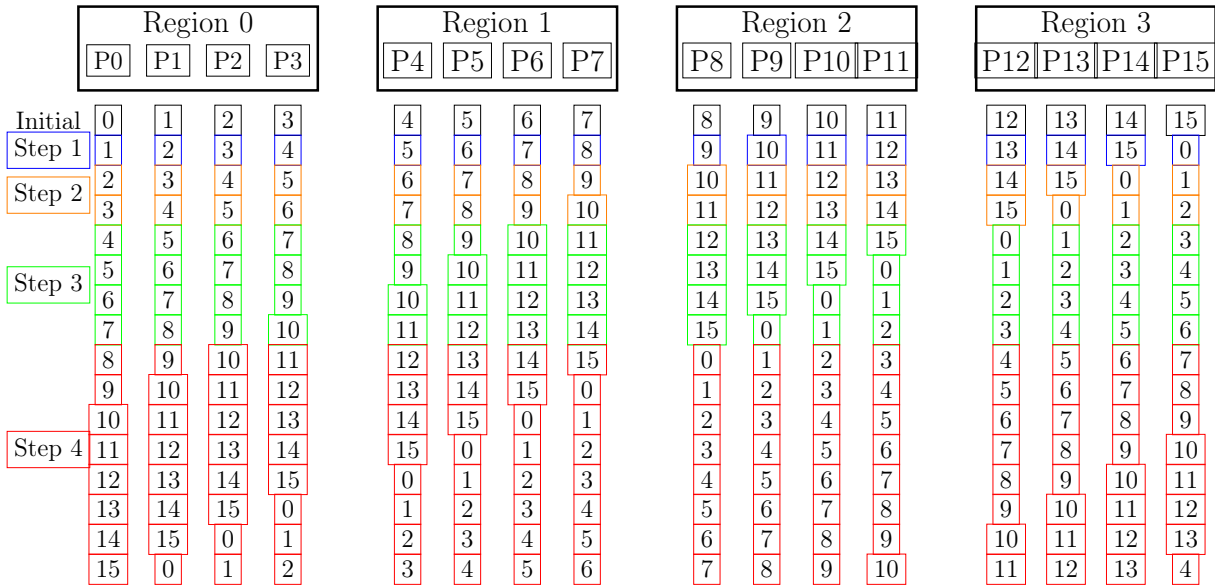 Region 0 Region 1 Region 2 Region 3
P0 P1 P2 P3 P4 P5 P6 P7 P8 P9 P10 P11 P12 P13 P14 P15
Initial 0 1 2 3 4 5 6 7 8 9 10 11 12 13 14 15
Step 1 1 2 3 4 5 6 7 8 9 10 11 12 13 14 15 0
2 3 4 5 6 7 8 9 10 11 12 13 14 15 0 1
Step 2
3 4 5 6 7 8 9 10 11 12 13 14 15 0 1 2
4 5 6 7 8 9 10 11 12 13 14 15 0 1 2 3
5 6 7 8 9 10 11 12 13 14 15 0 1 2 3 4
Step 3
6 7 8 9 10 11 12 13 14 15 0 1 2 3 4 5
7 8 9 10 11 12 13 14 15 0 1 2 3 4 5 6
8 9 10 11 12 13 14 15 0 1 2 3 4 5 6 7
9 10 11 12 13 14 15 0 1 2 3 4 5 6 7 8
10 11 12 13 14 15 0 1 2 3 4 5 6 7 8 9
Step 4 11 12 13 14 15 0 1 2 3 4 5 6 7 8 9 10
12 13 14 15 0 1 2 3 4 5 6 7 8 9 10 11
13 14 15 0 1 2 3 4 5 6 7 8 9 10 11 12
14 15 0 1 2 3 4 5 6 7 8 9 10 11 12 13
15 0 1 2 3 4 5 6 7 8 9 10 11 12 13 4